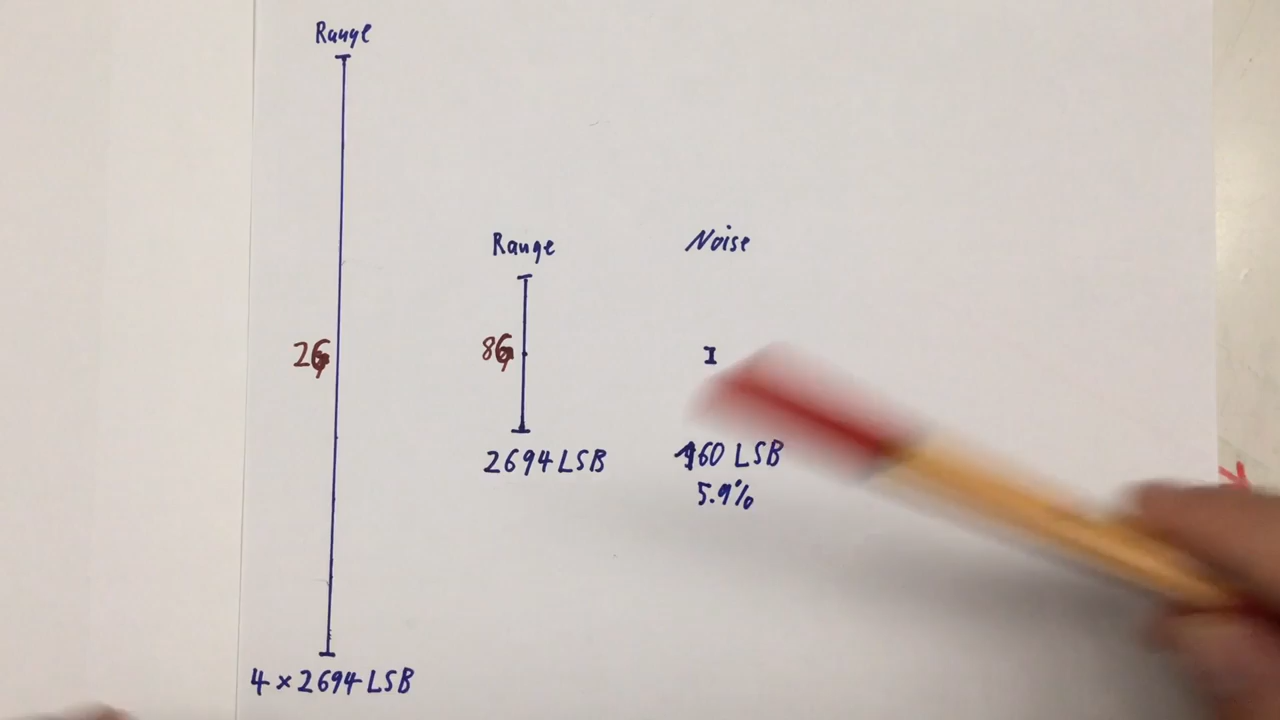 Range
2G
4 × 2694 LSB
Range
8G
2694 LSB
Noise
160 LSB
5.9%